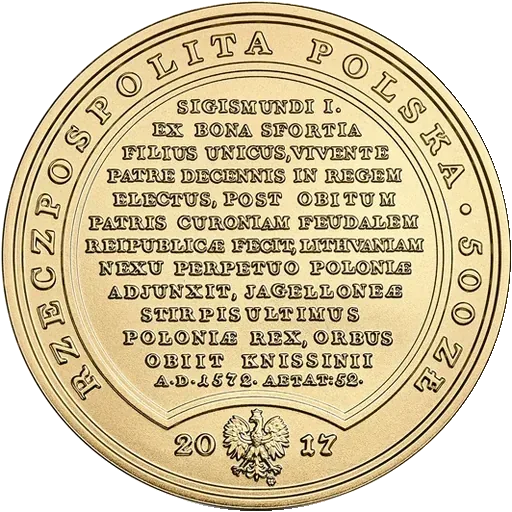 RZECZPOSPOLITA POLSKA · 500 ZŁ
SIGISMUNDI I.
EX BONA SFORTIA
FILIUS UNICUS, VIVENTE
PATRE DECENNIS IN REGEM
ELECTUS, POST OBITUM
PATRIS CURONIAM FEUDALEM
REIPUBLICÆ FECIT, LITHVANIAM
NEXU PERPETUO POLONIÆ
ADJUNXIT, JAGELLONEÆ
STIRPIS ULTIMUS
POLONIÆ REX, ORBUS
OBIIT KNISSINII
A.D.1572. AETAT:52.
20 17